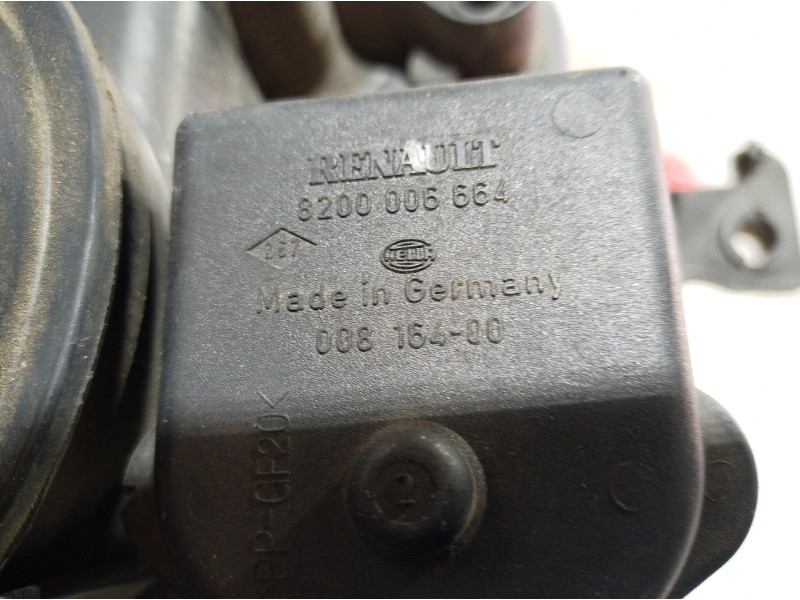 RENAULT
8200 006 664
HELLA
Made in Germany
008 164-00
>PP-GF20<